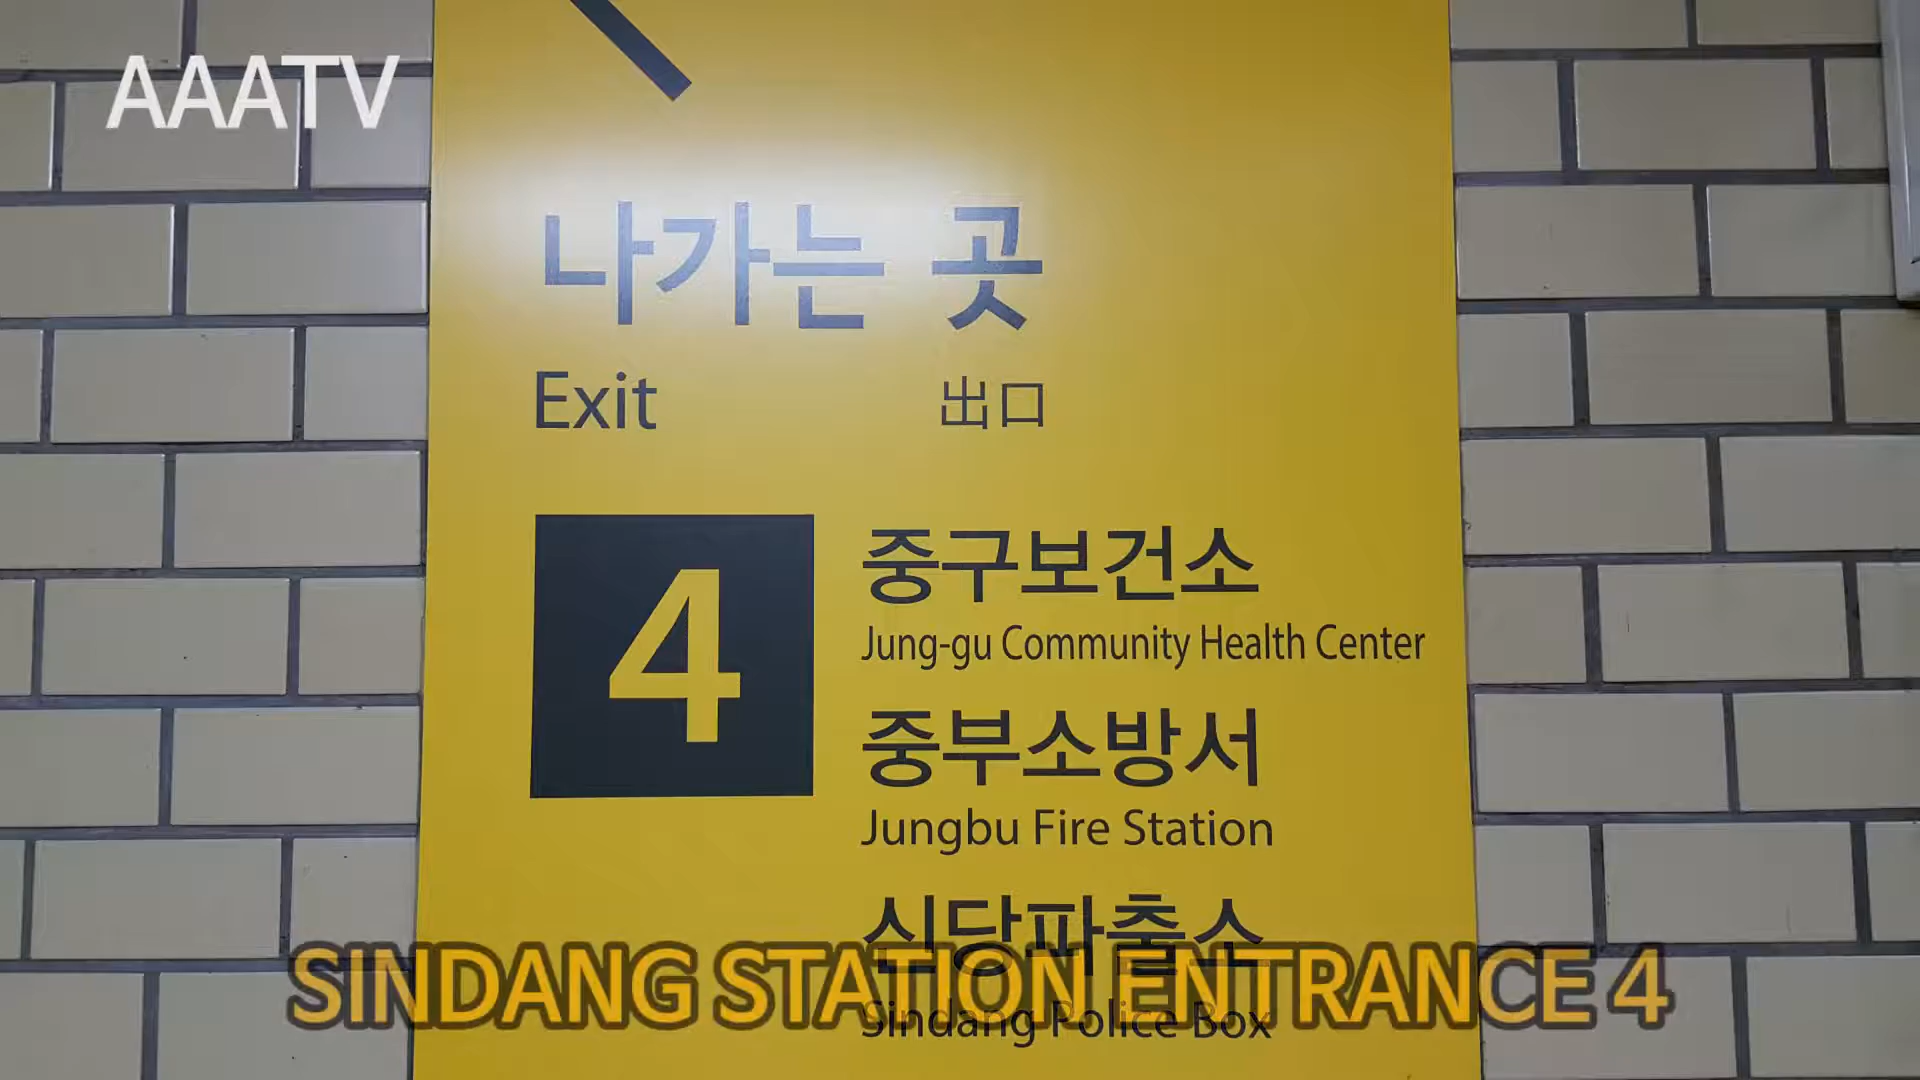 AAATV
나가는 곳
Exit 出口
4
중구보건소
Jung-gu Community Health Center
중부소방서
Jungbu Fire Station
신당파출소
Sindang Police Box
SINDANG STATION ENTRANCE 4